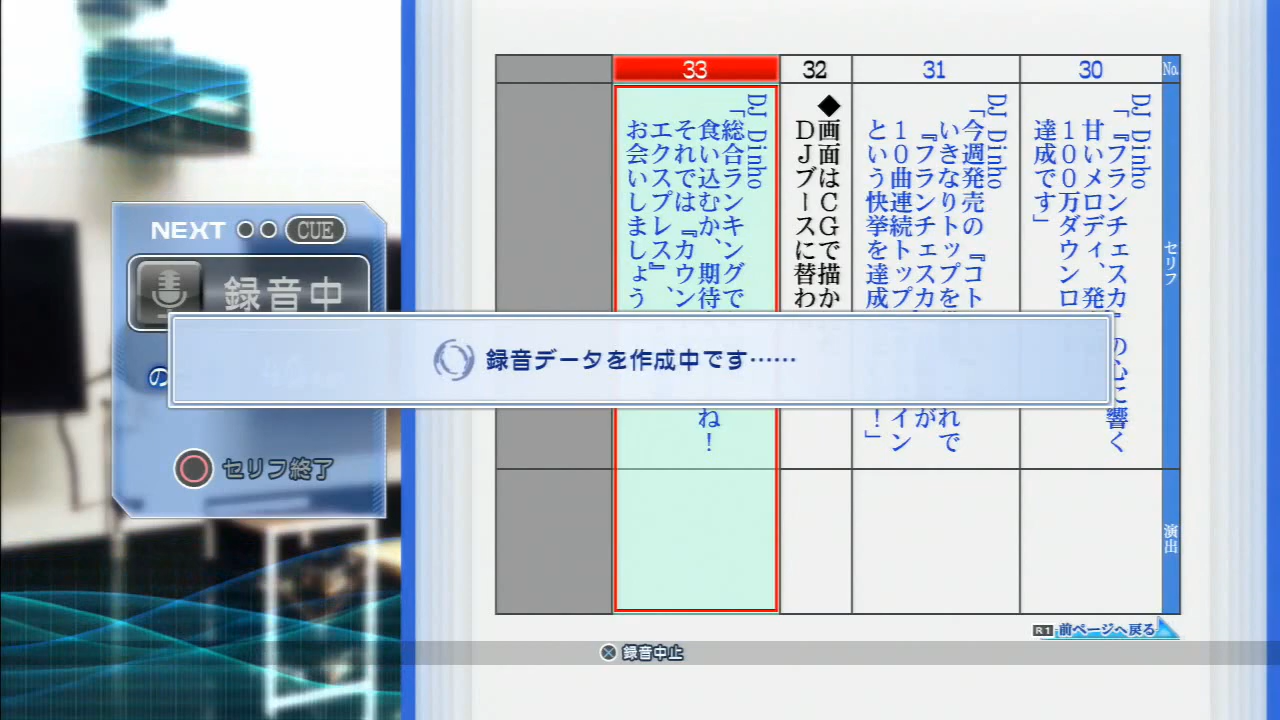 NEXT CUE
録音中
の
セリフ終了
No.
セリフ
演出
30
DJ Dinho
「『フランチェスカ』の心に響く
甘いメロディ、発
１００万ダウンロ
達成です」
31
DJ Dinho
「今週発売の『コト
いきなりトップを れで
『フランチェスカ が
１０曲連続トップ イン
という快挙を達成 ！」
32
◆画面はＣＧで描か
ＤＪブースに替わ
33
DJ Dinho
「総合ランキングで
食い込むか、期待 ね！
それでは『カウン
エクスプレス』、
お会いしましょう
録音データを作成中です……
R1 前ページへ戻る
録音中止